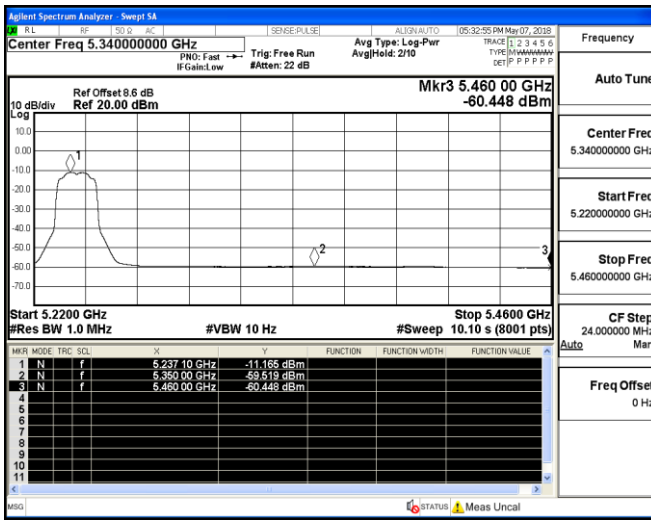 Agilent Spectrum Analyzer - Swept SA
RL RF 50 Ω AC SENSE:PULSE ALIGN AUTO 05:32:55 PM May 07, 2018
Center Freq 5.340000000 GHz
PNO: Fast
IFGain:Low
Trig: Free Run
#Atten: 22 dB
Avg Type: Log-Pwr
Avg|Hold: 2/10
TRACE 1 2 3 4 5 6
TYPE
DET P P P P P P
Mkr3 5.460 00 GHz
-60.448 dBm
Ref Offset 8.6 dB
10 dB/div Ref 20.00 dBm
Log
10.0
0.00
-10.0
-20.0
-30.0
-40.0
-50.0
-60.0
-70.0
1
2
3
Start 5.2200 GHz Stop 5.4600 GHz
#Res BW 1.0 MHz #VBW 10 Hz #Sweep 10.10 s (8001 pts)
MKR MODE TRC SCL X Y FUNCTION FUNCTION WIDTH FUNCTION VALUE
1 N f 5.237 10 GHz -11.165 dBm
2 N f 5.350 00 GHz -59.519 dBm
3 N f 5.460 00 GHz -60.448 dBm
4
5
6
7
8
9
10
11
MSG STATUS Meas Uncal
Frequency
Auto Tune
Center Freq
5.340000000 GHz
Start Freq
5.220000000 GHz
Stop Freq
5.460000000 GHz
CF Step
24.000000 MHz
Auto Man
Freq Offset
0 Hz